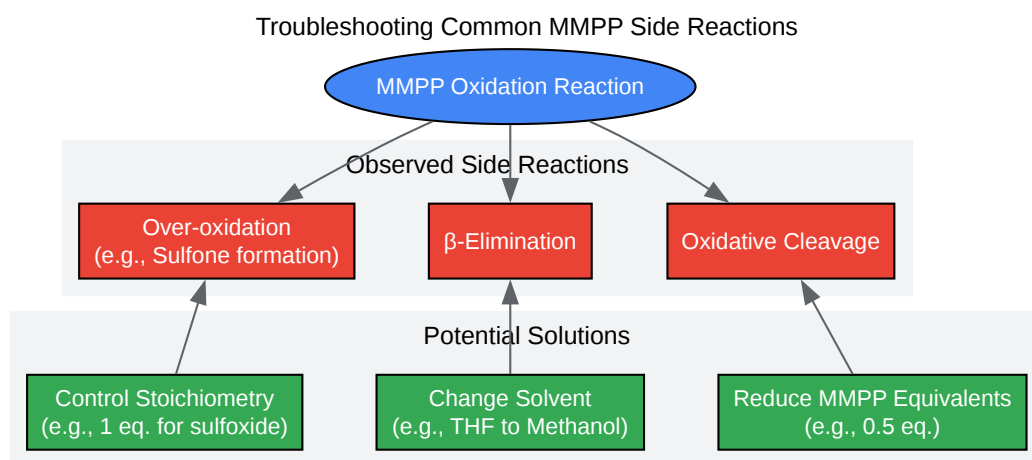 Troubleshooting Common MMPP Side Reactions
MMPP Oxidation Reaction
Observed Side Reactions
Over-oxidation
(e.g., Sulfone formation)
β-Elimination
Oxidative Cleavage
Potential Solutions
Control Stoichiometry
(e.g., 1 eq. for sulfoxide)
Change Solvent
(e.g., THF to Methanol)
Reduce MMPP Equivalents
(e.g., 0.5 eq.)